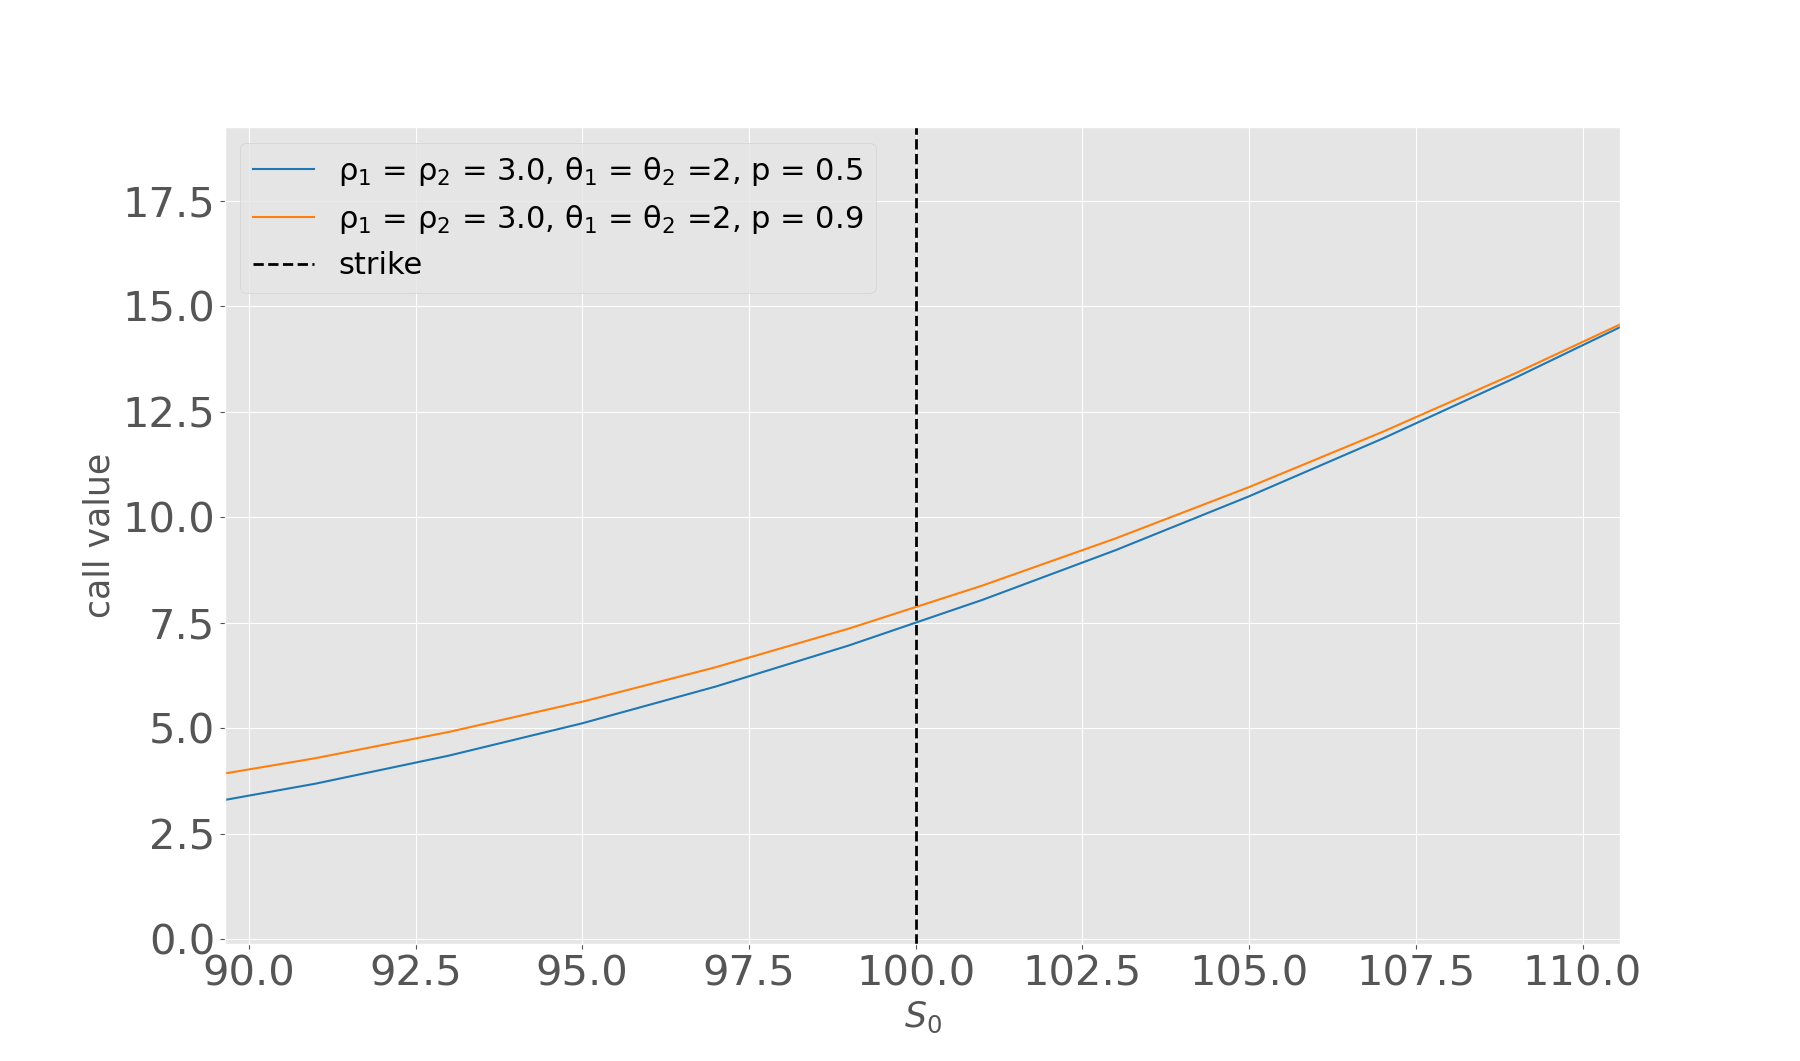 ρ₁ = ρ₂ = 3.0, θ₁ = θ₂ =2, p = 0.5
ρ₁ = ρ₂ = 3.0, θ₁ = θ₂ =2, p = 0.9
strike
17.5
15.0
12.5
10.0
7.5
5.0
2.5
0.0
call value
90.0 92.5 95.0 97.5 100.0 102.5 105.0 107.5 110.0
S₀